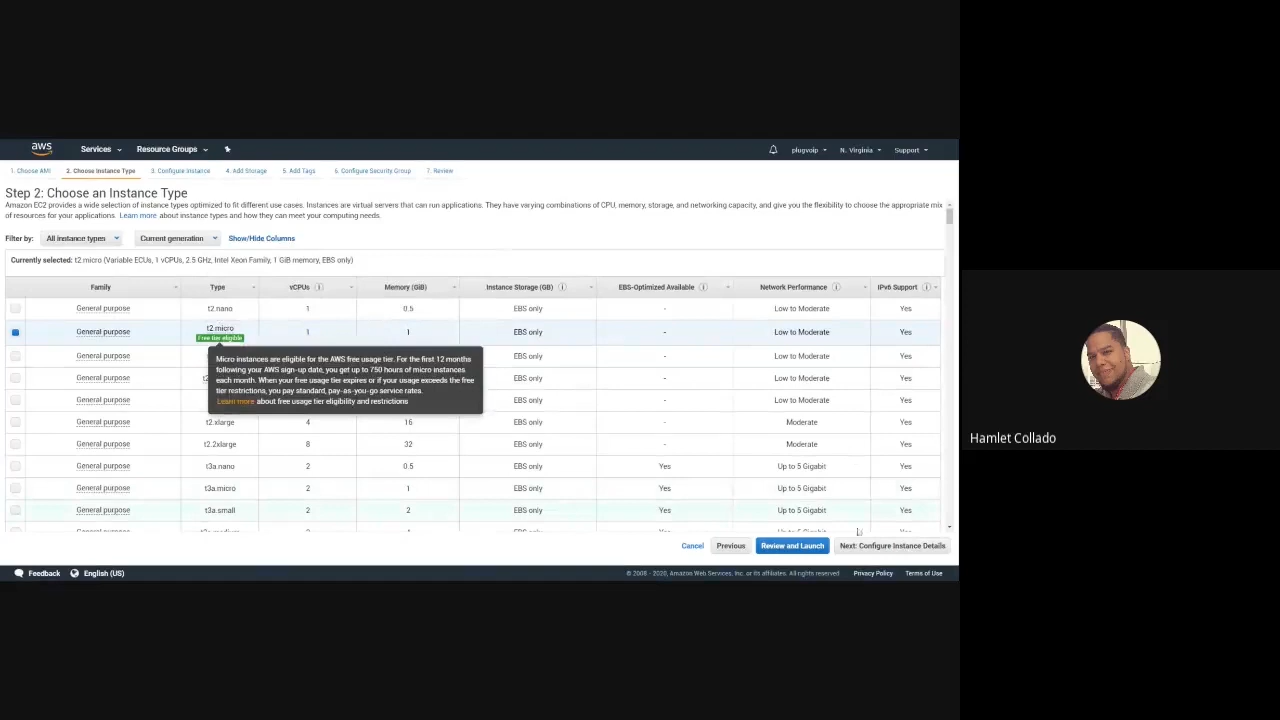 aws Services Resource Groups plugvoip N. Virginia Support
1. Choose AMI 2. Choose Instance Type 3. Configure Instance 4. Add Storage 5. Add Tags 6. Configure Security Group 7. Review
Step 2: Choose an Instance Type
Amazon EC2 provides a wide selection of instance types optimized to fit different use cases. Instances are virtual servers that can run applications. They have varying combinations of CPU, memory, storage, and networking capacity, and give you the flexibility to choose the appropriate mix
of resources for your applications. Learn more about instance types and how they can meet your computing needs.
Filter by: All instance types Current generation Show/Hide Columns
Currently selected: t2.micro (Variable ECUs, 1 vCPUs, 2.5 GHz, Intel Xeon Family, 1 GiB memory, EBS only)
Family Type vCPUs Memory (GiB) Instance Storage (GB) EBS-Optimized Available Network Performance IPv6 Support
General purpose t2.nano 1 0.5 EBS only - Low to Moderate Yes
General purpose t2.micro 1 1 EBS only - Low to Moderate Yes
Free tier eligible
General purpose EBS only - Low to Moderate Yes
General purpose EBS only - Low to Moderate Yes
General purpose EBS only - Low to Moderate Yes
Micro instances are eligible for the AWS free usage tier. For the first 12 months
following your AWS sign-up date, you get up to 750 hours of micro instances
each month. When your free usage tier expires or if your usage exceeds the free
tier restrictions, you pay standard, pay-as-you-go service rates.
Learn more about free usage tier eligibility and restrictions
General purpose t2.xlarge 4 16 EBS only - Moderate Yes
General purpose t2.2xlarge 8 32 EBS only - Moderate Yes
General purpose t3a.nano 2 0.5 EBS only Yes Up to 5 Gigabit Yes
General purpose t3a.micro 2 1 EBS only Yes Up to 5 Gigabit Yes
General purpose t3a.small 2 2 EBS only Yes Up to 5 Gigabit Yes
Cancel Previous Review and Launch Next: Configure Instance Details
Feedback English (US) © 2008 - 2020, Amazon Web Services, Inc. or its affiliates. All rights reserved. Privacy Policy Terms of Use
Hamlet Collado